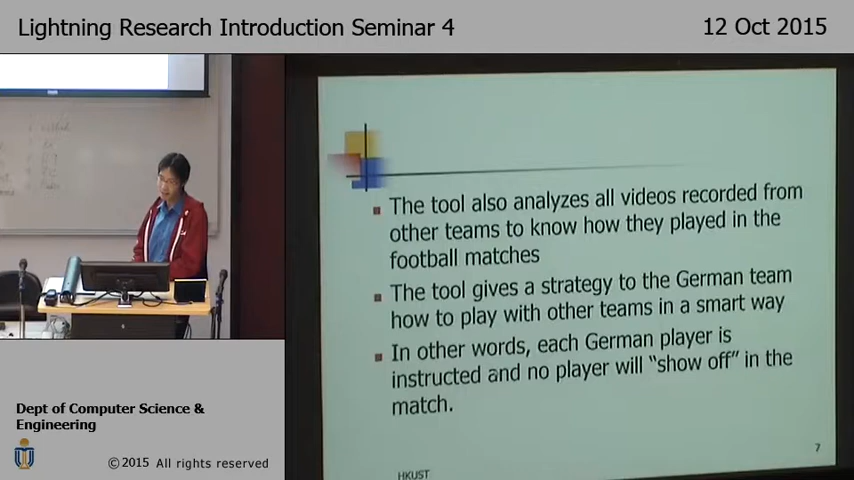 Lightning Research Introduction Seminar 4
12 Oct 2015
The tool also analyzes all videos recorded from
other teams to know how they played in the
football matches
The tool gives a strategy to the German team
how to play with other teams in a smart way
In other words, each German player is
instructed and no player will “show off” in the
match.
7
HKUST
Dept of Computer Science &
Engineering
©2015 All rights reserved